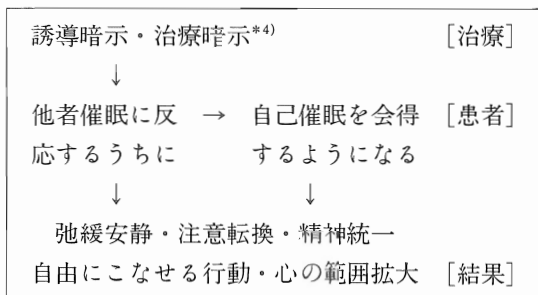 誘導暗示・治療暗示*4) [治療]
↓
他者催眠に反 → 自己催眠を会得 [患者]
応するうちに するようになる
↓ ↓
弛緩安静・注意転換・精神統一
自由にこなせる行動・心の範囲拡大 [結果]